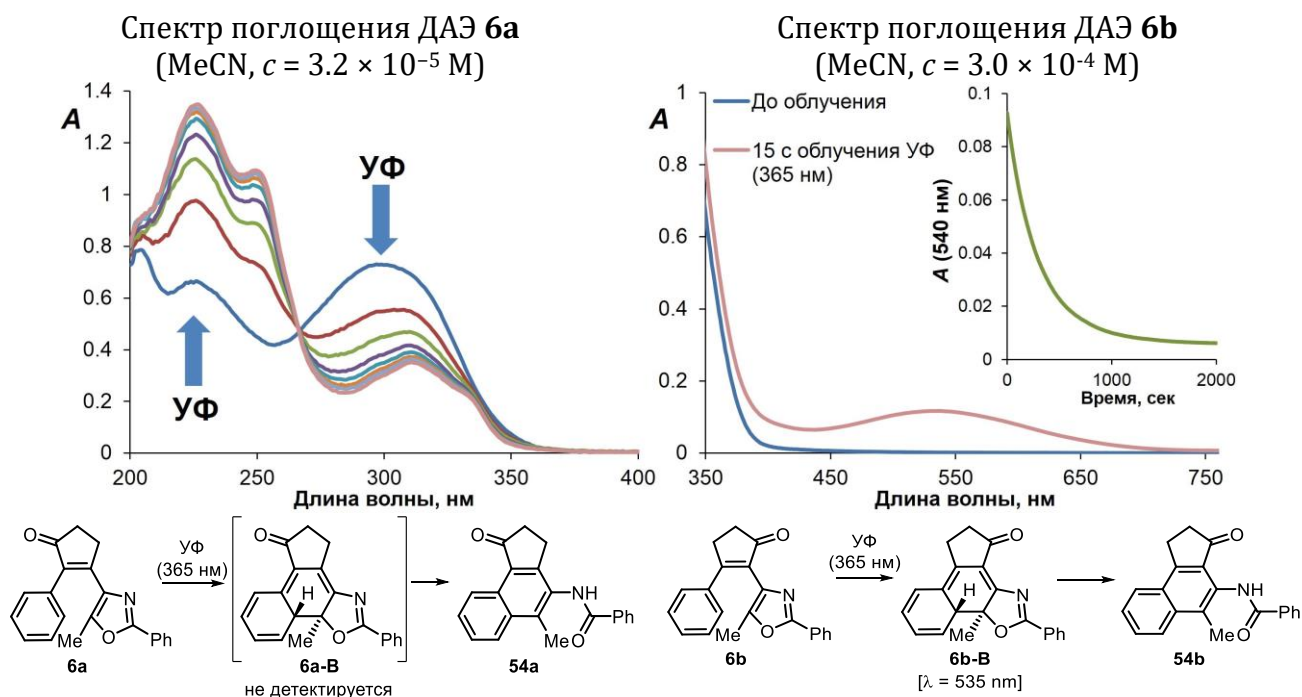 Спектр поглощения ДАЭ 6a
(MeCN, c = 3.2 × 10⁻⁵ M)
A
1.4
1.2
1
0.8
0.6
0.4
0.2
0
УФ
УФ
200
250
300
350
400
Длина волны, нм
Спектр поглощения ДАЭ 6b
(MeCN, c = 3.0 × 10⁻⁴ M)
A
1
0.8
0.6
0.4
0.2
0
До облучения
15 с облучения УФ
(365 нм)
350
450
550
650
750
Длина волны, нм
A (540 нм)
0.1
0.08
0.06
0.04
0.02
0
0
1000
2000
Время, сек
O
Me
N
O
Ph
6a
УФ
(365 нм)
O
H
N
Me
O
Ph
6a-B
не детектируется
O
H
N
Ph
O
Me
54a
O
Me
N
O
Ph
6b
УФ
(365 нм)
O
H
N
Me
O
Ph
6b-B
[λ = 535 nm]
O
H
N
Ph
O
Me
54b